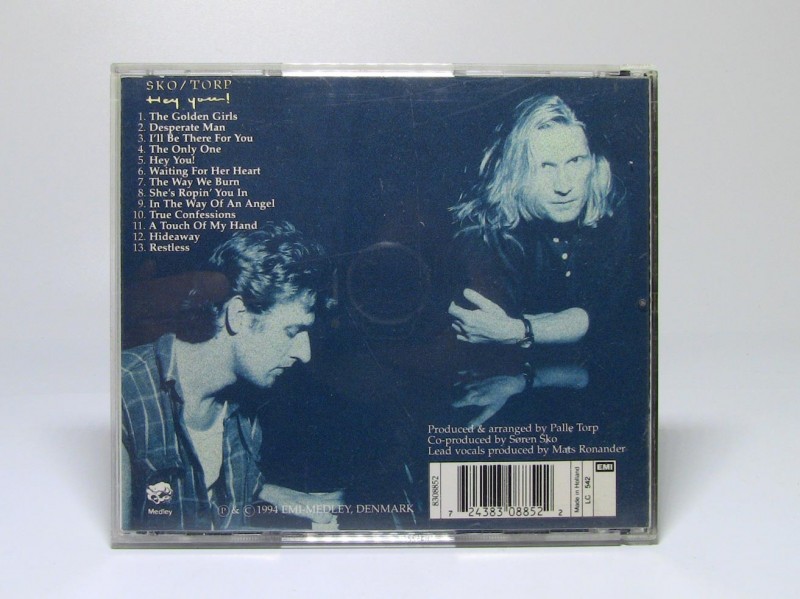 SKO/TORP
Hey you!
1. The Golden Girls
2. Desperate Man
3. I'll Be There For You
4. The Only One
5. Hey You!
6. Waiting For Her Heart
7. The Way We Burn
8. She's Ropin' You In
9. In The Way Of An Angel
10. True Confessions
11. A Touch Of My Hand
12. Hideaway
13. Restless
Produced & arranged by Palle Torp
Co-produced by Søren Sko
Lead vocals produced by Mats Ronander
8308852
7 24383 08852 2
Made in Holland
LC 542
EMI
Medley
℗ & © 1994 EMI-MEDLEY, DENMARK